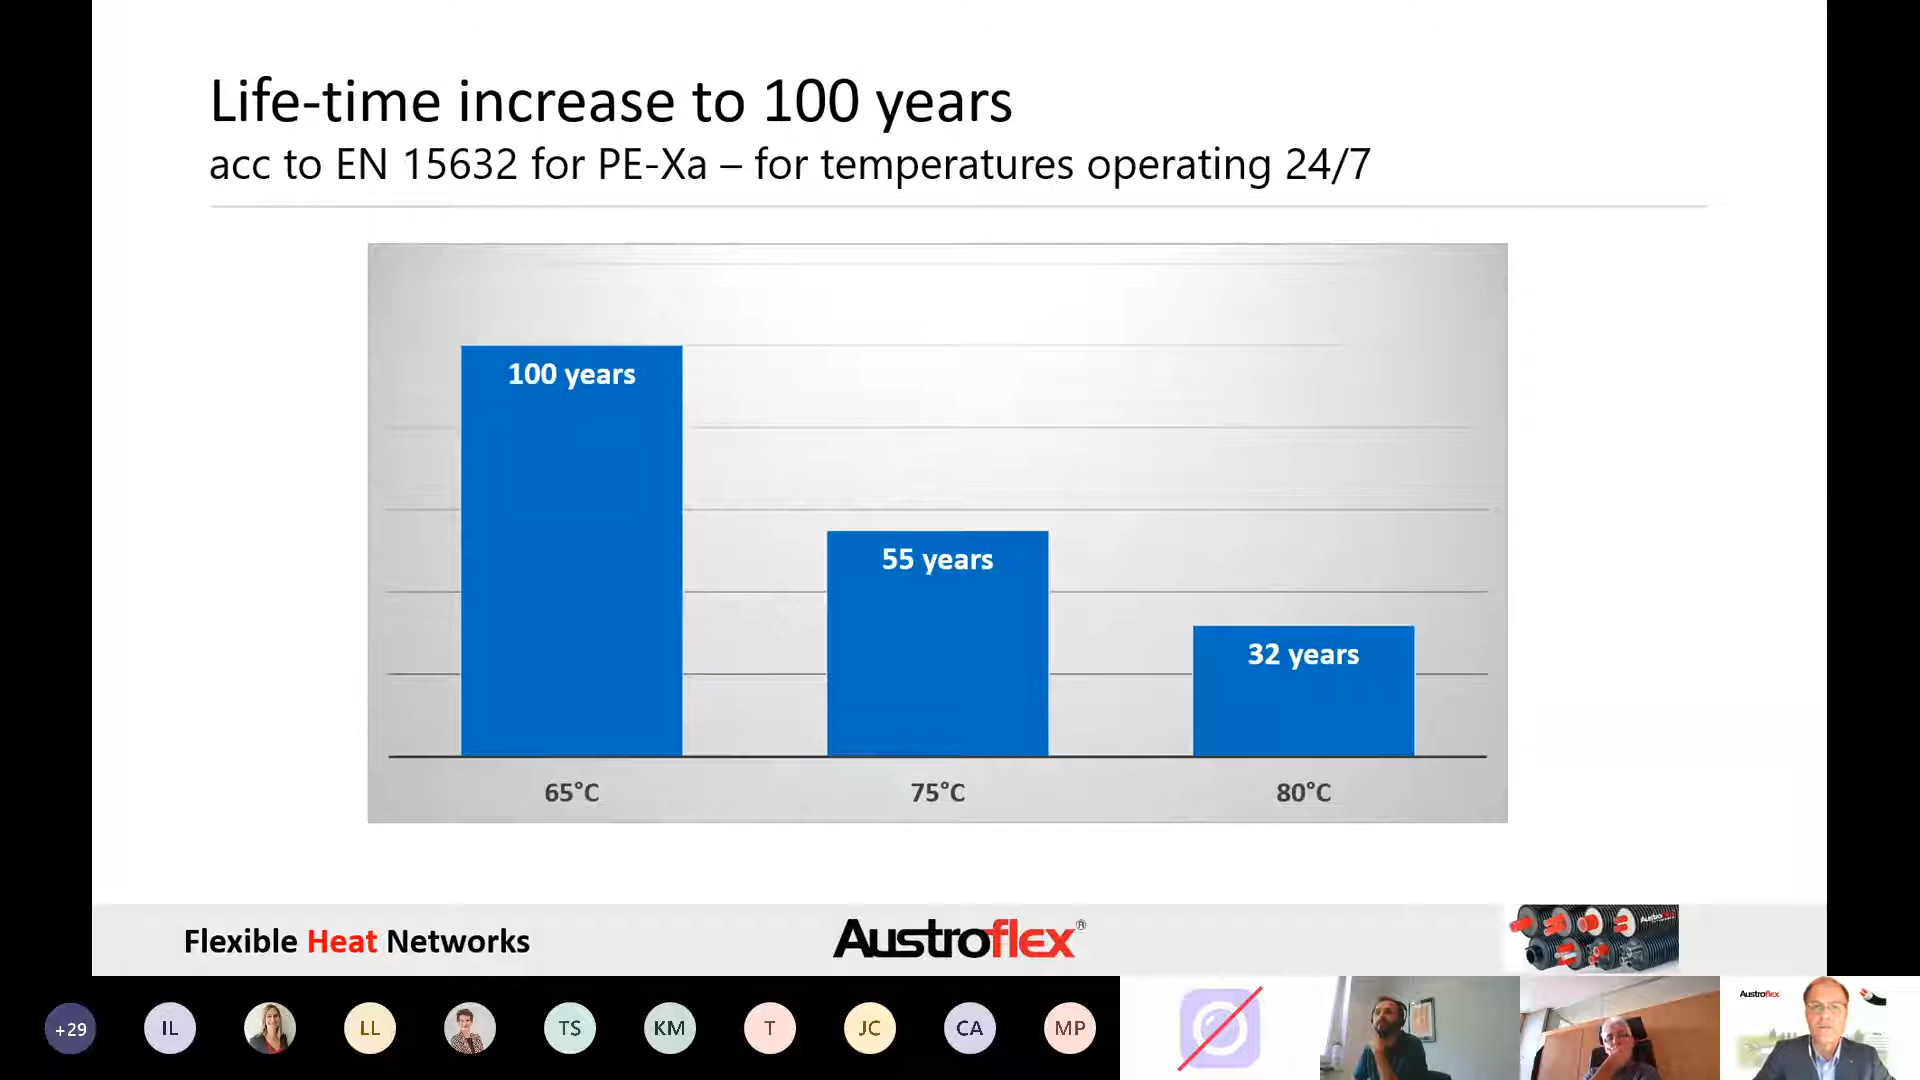 Life-time increase to 100 years
acc to EN 15632 for PE-Xa – for temperatures operating 24/7
100 years
55 years
32 years
65°C
75°C
80°C
Flexible Heat Networks
Austroflex®
+29
IL
LL
TS
KM
T
JC
CA
MP
Austroflex